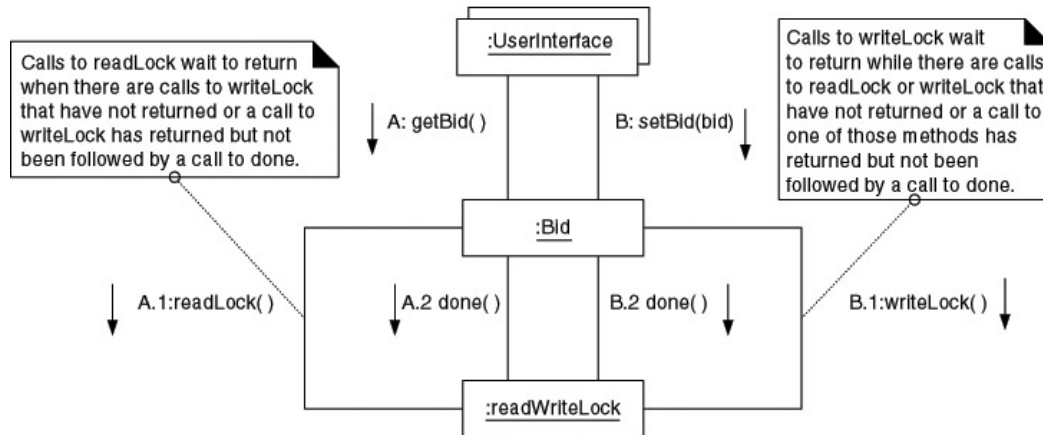 :UserInterface
Calls to readLock wait to return
when there are calls to writeLock
that have not returned or a call to
writeLock has returned but not
been followed by a call to done.
Calls to writeLock wait
to return while there are calls
to readLock or writeLock that
have not returned or a call to
one of those methods has
returned but not been
followed by a call to done.
A: getBid( )
B: setBid(bid)
:Bid
A.1:readLock( )
A.2 done( )
B.2 done( )
B.1:writeLock( )
:readWriteLock